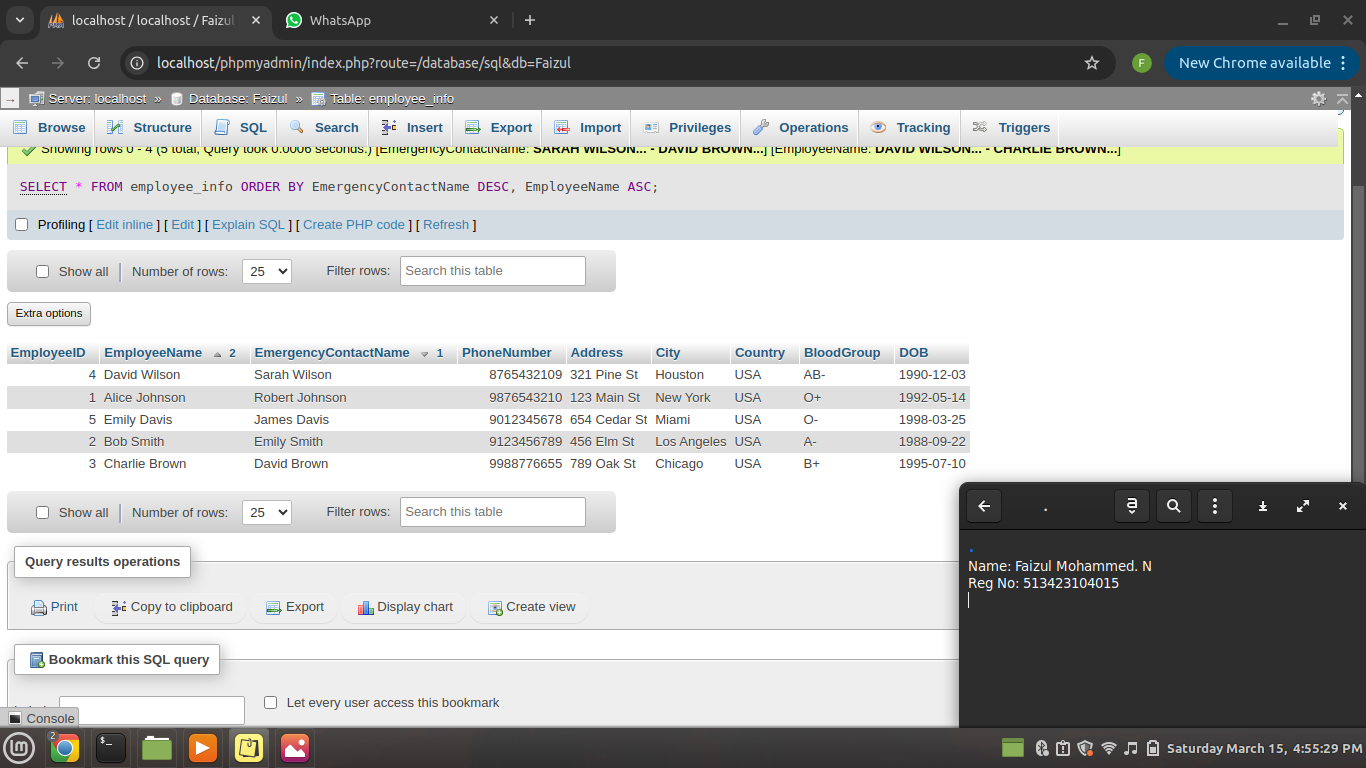 localhost / localhost / Faizul
WhatsApp
localhost/phpmyadmin/index.php?route=/database/sql&db=Faizul
F
New Chrome available
Server: localhost » Database: Faizul » Table: employee_info
Browse Structure SQL Search Insert Export Import Privileges Operations Tracking Triggers
Showing rows 0 - 4 (5 total, Query took 0.0006 seconds.) [EmergencyContactName: SARAH WILSON... - DAVID BROWN...] [EmployeeName: DAVID WILSON... - CHARLIE BROWN...]
SELECT * FROM employee_info ORDER BY EmergencyContactName DESC, EmployeeName ASC;
Profiling [ Edit inline ] [ Edit ] [ Explain SQL ] [ Create PHP code ] [ Refresh ]
Show all Number of rows: 25 Filter rows: Search this table
Extra options
EmployeeID EmployeeName 2 EmergencyContactName 1 PhoneNumber Address City Country BloodGroup DOB
4 David Wilson Sarah Wilson 8765432109 321 Pine St Houston USA AB- 1990-12-03
1 Alice Johnson Robert Johnson 9876543210 123 Main St New York USA O+ 1992-05-14
5 Emily Davis James Davis 9012345678 654 Cedar St Miami USA O- 1998-03-25
2 Bob Smith Emily Smith 9123456789 456 Elm St Los Angeles USA A- 1988-09-22
3 Charlie Brown David Brown 9988776655 789 Oak St Chicago USA B+ 1995-07-10
Show all Number of rows: 25 Filter rows: Search this table
Query results operations
Print Copy to clipboard Export Display chart Create view
Bookmark this SQL query
Let every user access this bookmark
Console
.
a
.
Name: Faizul Mohammed. N
Reg No: 513423104015
2
$_
Saturday March 15, 4:55:29 PM